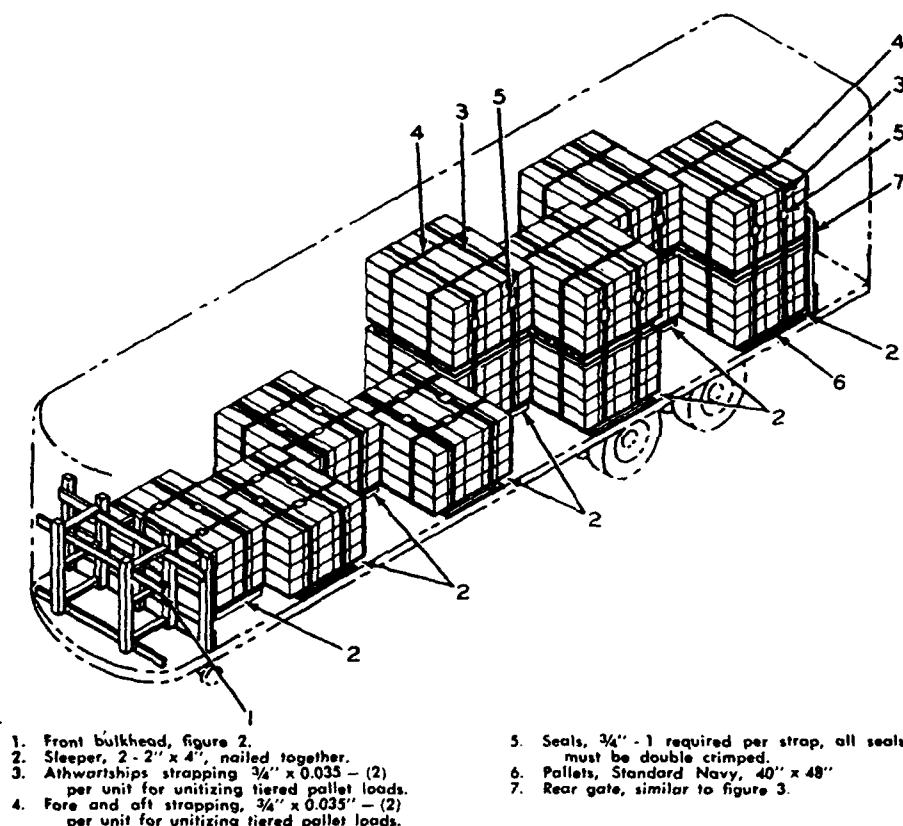 4
3
5
7
5
3
4
2
6
2
2
2
2
1
1. Front bulkhead, figure 2.
2. Sleeper, 2 - 2" x 4", nailed together.
3. Athwartships strapping 3/4" x 0.035 – (2)
per unit for unitizing tiered pallet loads.
4. Fore and aft strapping, 3/4" x 0.035" – (2)
per unit for unitizing tiered pallet loads.
5. Seals, 3/4" - 1 required per strap, all seals
must be double crimped.
6. Pallets, Standard Navy, 40" x 48"
7. Rear gate, similar to figure 3.